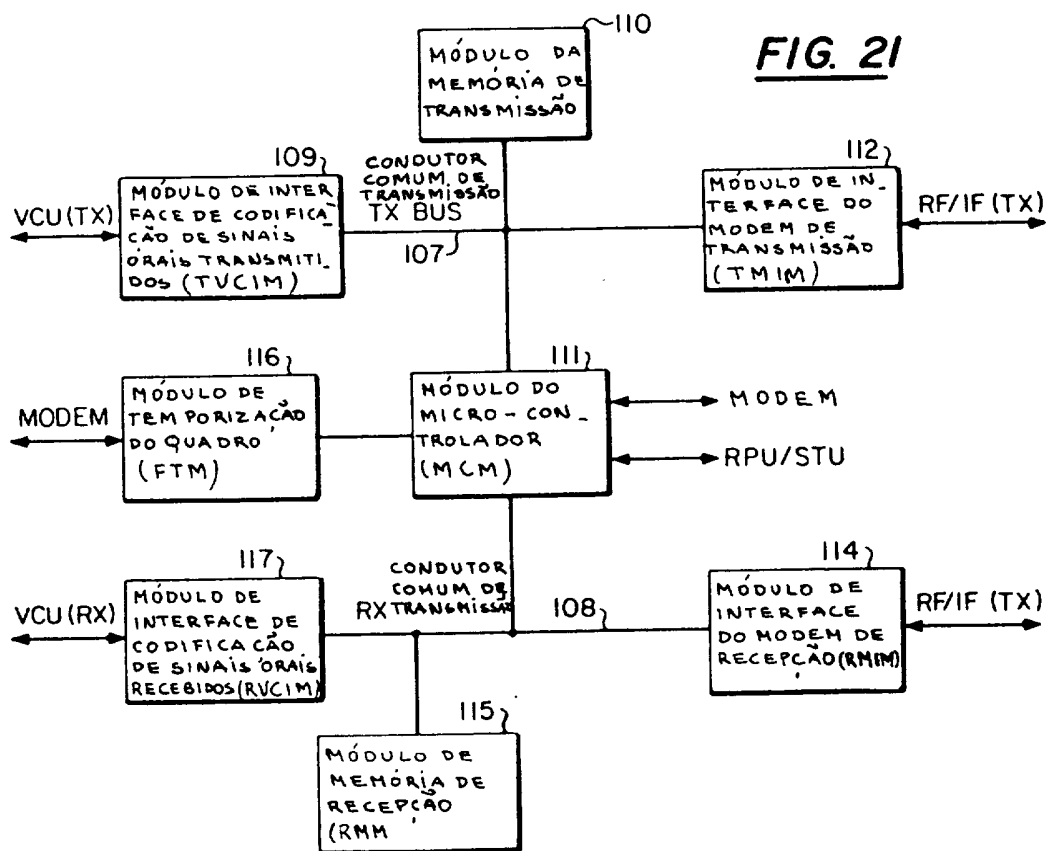 110
FIG. 21
MÓDULO DA
MEMÓRIA DE
TRANSMISSÃO
109
MÓDULO DE INTER
FACE DE CODIFICA-
ÇÃO DE SINAIS
ÓRAIS TRANSMITI-
DOS (TVCIM)
VCU (TX)
CONDUTOR
COMUM DE
TRANSMISSÃO
TX BUS
107
112
MÓDULO DE IN-
TERFACE DO
MODEM DE
TRANSMISSÃO
(TMIM)
RF/IF (TX)
116
MÓDULO DE
TEMPORIZAÇÃO
DO QUADRO
(FTM)
MODEM
111
MÓDULO DO
MICRO-CON-
TROLADOR
(MCM)
MODEM
RPU/STU
117
MÓDULO DE
INTERFACE DE
CODIFICAÇÃO
DE SINAIS ORAIS
RECEBIDOS (RVCIM)
VCU (RX)
CONDUTOR
COMUM DE
RX TRANSMISSÃO
108
114
MÓDULO DE
INTERFACE
DO MODEM DE
RECEPÇÃO (RMIM)
RF/IF (TX)
115
MÓDULO DE
MEMÓRIA DE
RECEPÇÃO
(RMM